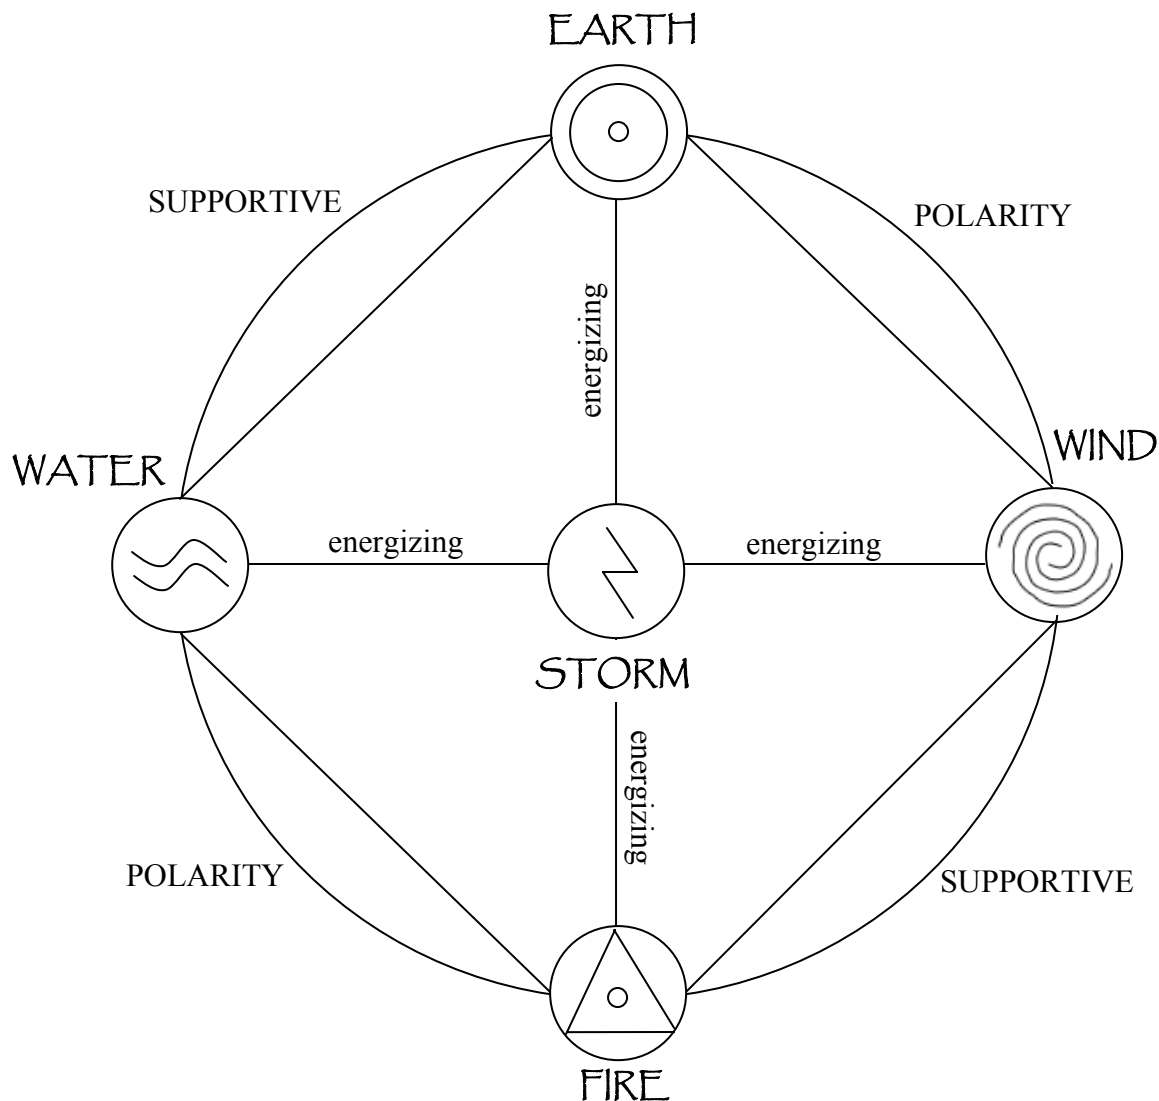 EARTH
SUPPORTIVE
POLARITY
energizing
WATER
WIND
energizing
energizing
STORM
energizing
POLARITY
SUPPORTIVE
FIRE